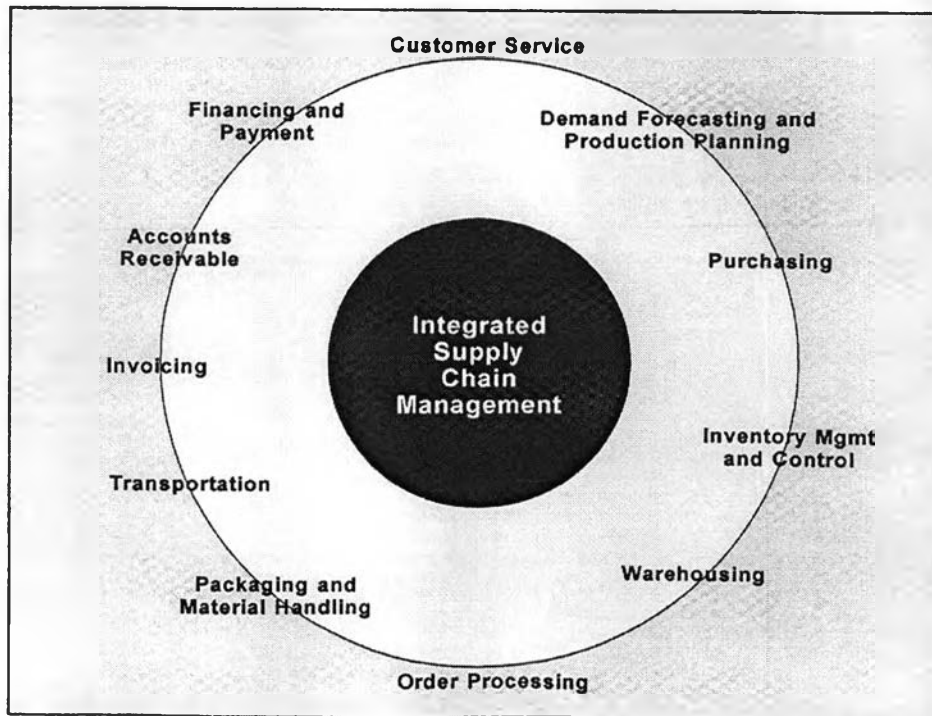 Customer Service
Financing and
Payment
Demand Forecasting and
Production Planning
Accounts
Receivable
Purchasing
Integrated
Supply
Chain
Management
Invoicing
Inventory Mgmt
and Control
Transportation
Warehousing
Packaging and
Material Handling
Order Processing